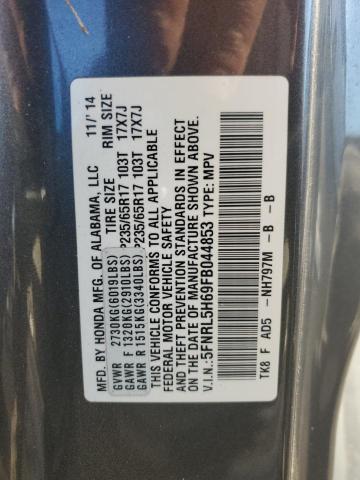 MFD. BY HONDA MFG. OF ALABAMA, LLC 11/'14
TIRE SIZE RIM SIZE
GVWR 2730KG(6019LBS)
GAWR F 1320KG(2910LBS) P235/65R17 103T 17X7J
GAWR R 1515KG(3340LBS) P235/65R17 103T 17X7J
THIS VEHICLE CONFORMS TO ALL APPLICABLE
FEDERAL MOTOR VEHICLE SAFETY
AND THEFT PREVENTION STANDARDS IN EFFECT
ON THE DATE OF MANUFACTURE SHOWN ABOVE.
V.I.N.: 5FNRL5H69FB044853 TYPE: MPV
TK8 F AD5 -NH797M -B -B